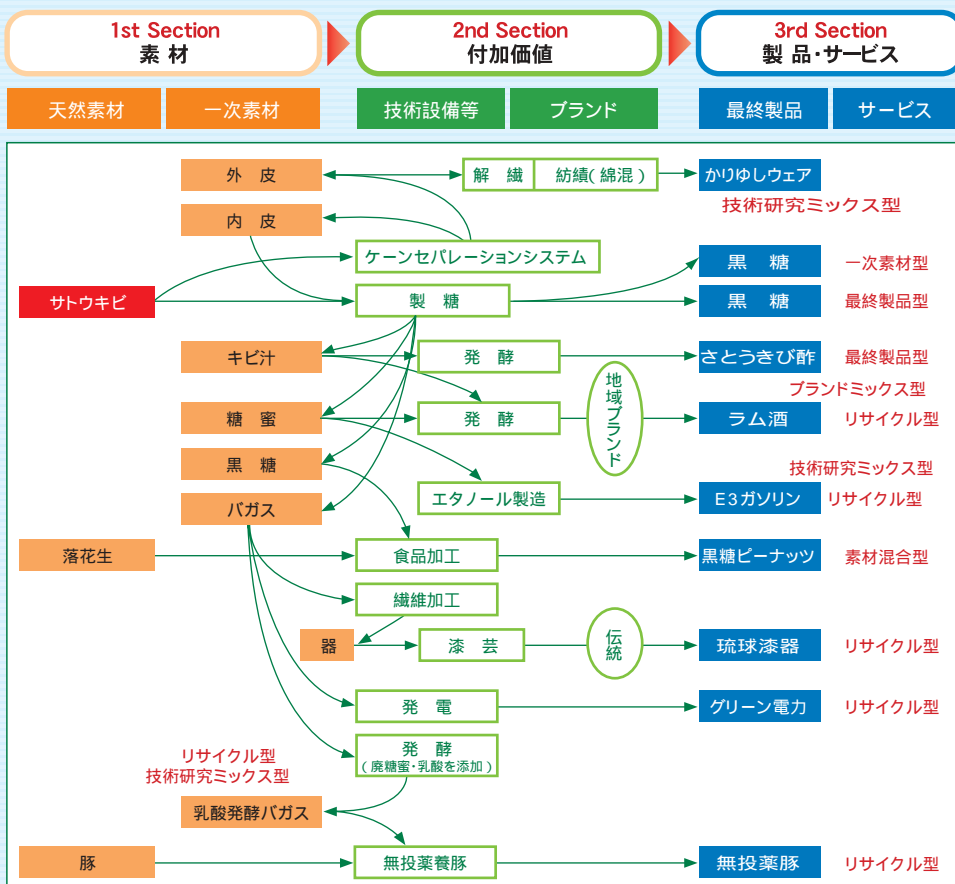 1st Section
素 材
2nd Section
付加価値
3rd Section
製 品・サービス
天然素材
一次素材
技術設備等
ブランド
最終製品
サービス
外 皮
解 繊
紡績(綿混)
かりゆしウェア
技術研究ミックス型
内 皮
ケーンセパレーションシステム
黒 糖
一次素材型
サトウキビ
製 糖
黒 糖
最終製品型
キビ汁
発 酵
さとうきび酢
最終製品型
地域ブランド
ブランドミックス型
糖 蜜
発 酵
ラム酒
リサイクル型
黒 糖
技術研究ミックス型
バガス
エタノール製造
E3ガソリン
リサイクル型
落花生
食品加工
黒糖ピーナッツ
素材混合型
繊維加工
器
漆 芸
伝統
琉球漆器
リサイクル型
発 電
グリーン電力
リサイクル型
発 酵
(廃糖蜜・乳酸を添加)
リサイクル型
技術研究ミックス型
乳酸発酵バガス
豚
無投薬養豚
無投薬豚
リサイクル型